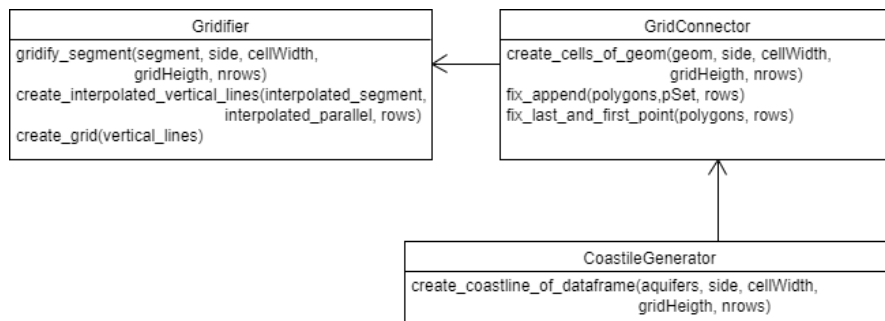 Gridifier
gridify_segment(segment, side, cellWidth,
gridHeigth, nrows)
create_interpolated_vertical_lines(interpolated_segment,
interpolated_parallel, rows)
create_grid(vertical_lines)
GridConnector
create_cells_of_geom(geom, side, cellWidth,
gridHeigth, nrows)
fix_append(polygons,pSet, rows)
fix_last_and_first_point(polygons, rows)
CoastileGenerator
create_coastline_of_dataframe(aquifers, side, cellWidth,
gridHeigth, nrows)